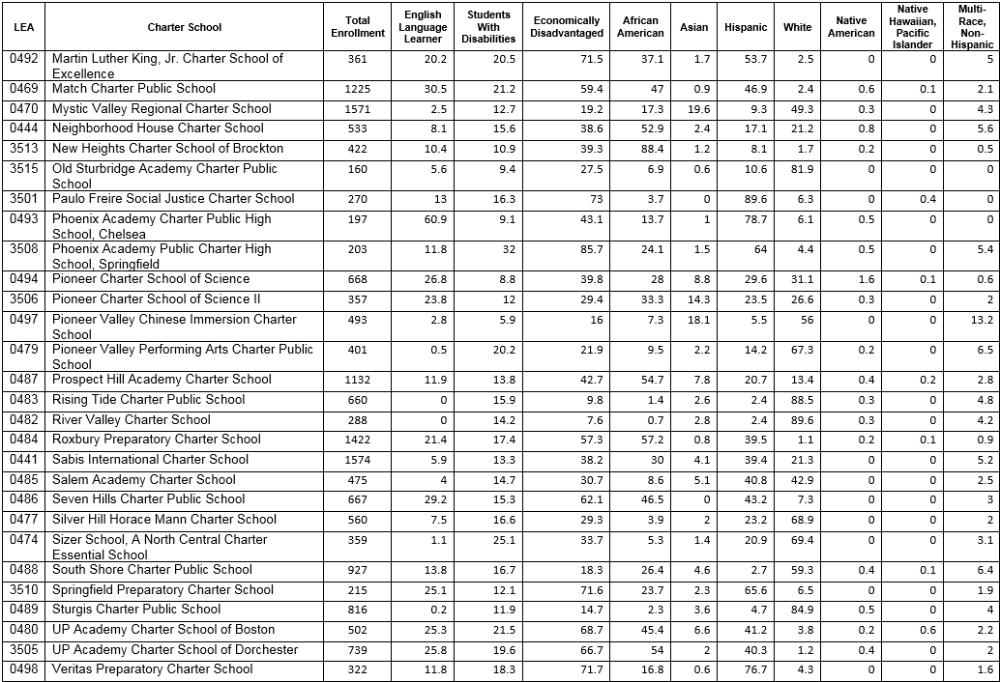 LEA Charter School Total Enrollment English Language Learner Students With Disabilities Economically Disadvantaged African American Asian Hispanic White Native American Native Hawaiian, Pacific Islander Multi-Race, Non-Hispanic
0492 Martin Luther King, Jr. Charter School of Excellence 361 20.2 20.5 71.5 37.1 1.7 53.7 2.5 0 0 5
0469 Match Charter Public School 1225 30.5 21.2 59.4 47 0.9 46.9 2.4 0.6 0.1 2.1
0470 Mystic Valley Regional Charter School 1571 2.5 12.7 19.2 17.3 19.6 9.3 49.3 0.3 0 4.3
0444 Neighborhood House Charter School 533 8.1 15.6 38.6 52.9 2.4 17.1 21.2 0.8 0 5.6
3513 New Heights Charter School of Brockton 422 10.4 10.9 39.3 88.4 1.2 8.1 1.7 0.2 0 0.5
3515 Old Sturbridge Academy Charter Public School 160 5.6 9.4 27.5 6.9 0.6 10.6 81.9 0 0 0
3501 Paulo Freire Social Justice Charter School 270 13 16.3 73 3.7 0 89.6 6.3 0 0.4 0
0493 Phoenix Academy Charter Public High School, Chelsea 197 60.9 9.1 43.1 13.7 1 78.7 6.1 0.5 0 0
3508 Phoenix Academy Public Charter High School, Springfield 203 11.8 32 85.7 24.1 1.5 64 4.4 0.5 0 5.4
0494 Pioneer Charter School of Science 668 26.8 8.8 39.8 28 8.8 29.6 31.1 1.6 0.1 0.6
3506 Pioneer Charter School of Science II 357 23.8 12 29.4 33.3 14.3 23.5 26.6 0.3 0 2
0497 Pioneer Valley Chinese Immersion Charter School 493 2.8 5.9 16 7.3 18.1 5.5 56 0 0 13.2
0479 Pioneer Valley Performing Arts Charter Public School 401 0.5 20.2 21.9 9.5 2.2 14.2 67.3 0.2 0 6.5
0487 Prospect Hill Academy Charter School 1132 11.9 13.8 42.7 54.7 7.8 20.7 13.4 0.4 0.2 2.8
0483 Rising Tide Charter Public School 660 0 15.9 9.8 1.4 2.6 2.4 88.5 0.3 0 4.8
0482 River Valley Charter School 288 0 14.2 7.6 0.7 2.8 2.4 89.6 0.3 0 4.2
0484 Roxbury Preparatory Charter School 1422 21.4 17.4 57.3 57.2 0.8 39.5 1.1 0.2 0.1 0.9
0441 Sabis International Charter School 1574 5.9 13.3 38.2 30 4.1 39.4 21.3 0 0 5.2
0485 Salem Academy Charter School 475 4 14.7 30.7 8.6 5.1 40.8 42.9 0 0 2.5
0486 Seven Hills Charter Public School 667 29.2 15.3 62.1 46.5 0 43.2 7.3 0 0 3
0477 Silver Hill Horace Mann Charter School 560 7.5 16.6 29.3 3.9 2 23.2 68.9 0 0 2
0474 Sizer School, A North Central Charter Essential School 359 1.1 25.1 33.7 5.3 1.4 20.9 69.4 0 0 3.1
0488 South Shore Charter Public School 927 13.8 16.7 18.3 26.4 4.6 2.7 59.3 0.4 0.1 6.4
3510 Springfield Preparatory Charter School 215 25.1 12.1 71.6 23.7 2.3 65.6 6.5 0 0 1.9
0489 Sturgis Charter Public School 816 0.2 11.9 14.7 2.3 3.6 4.7 84.9 0.5 0 4
0480 UP Academy Charter School of Boston 502 25.3 21.5 68.7 45.4 6.6 41.2 3.8 0.2 0.6 2.2
3505 UP Academy Charter School of Dorchester 739 25.8 19.6 66.7 54 2 40.3 1.2 0.4 0 2
0498 Veritas Preparatory Charter School 322 11.8 18.3 71.7 16.8 0.6 76.7 4.3 0 0 1.6